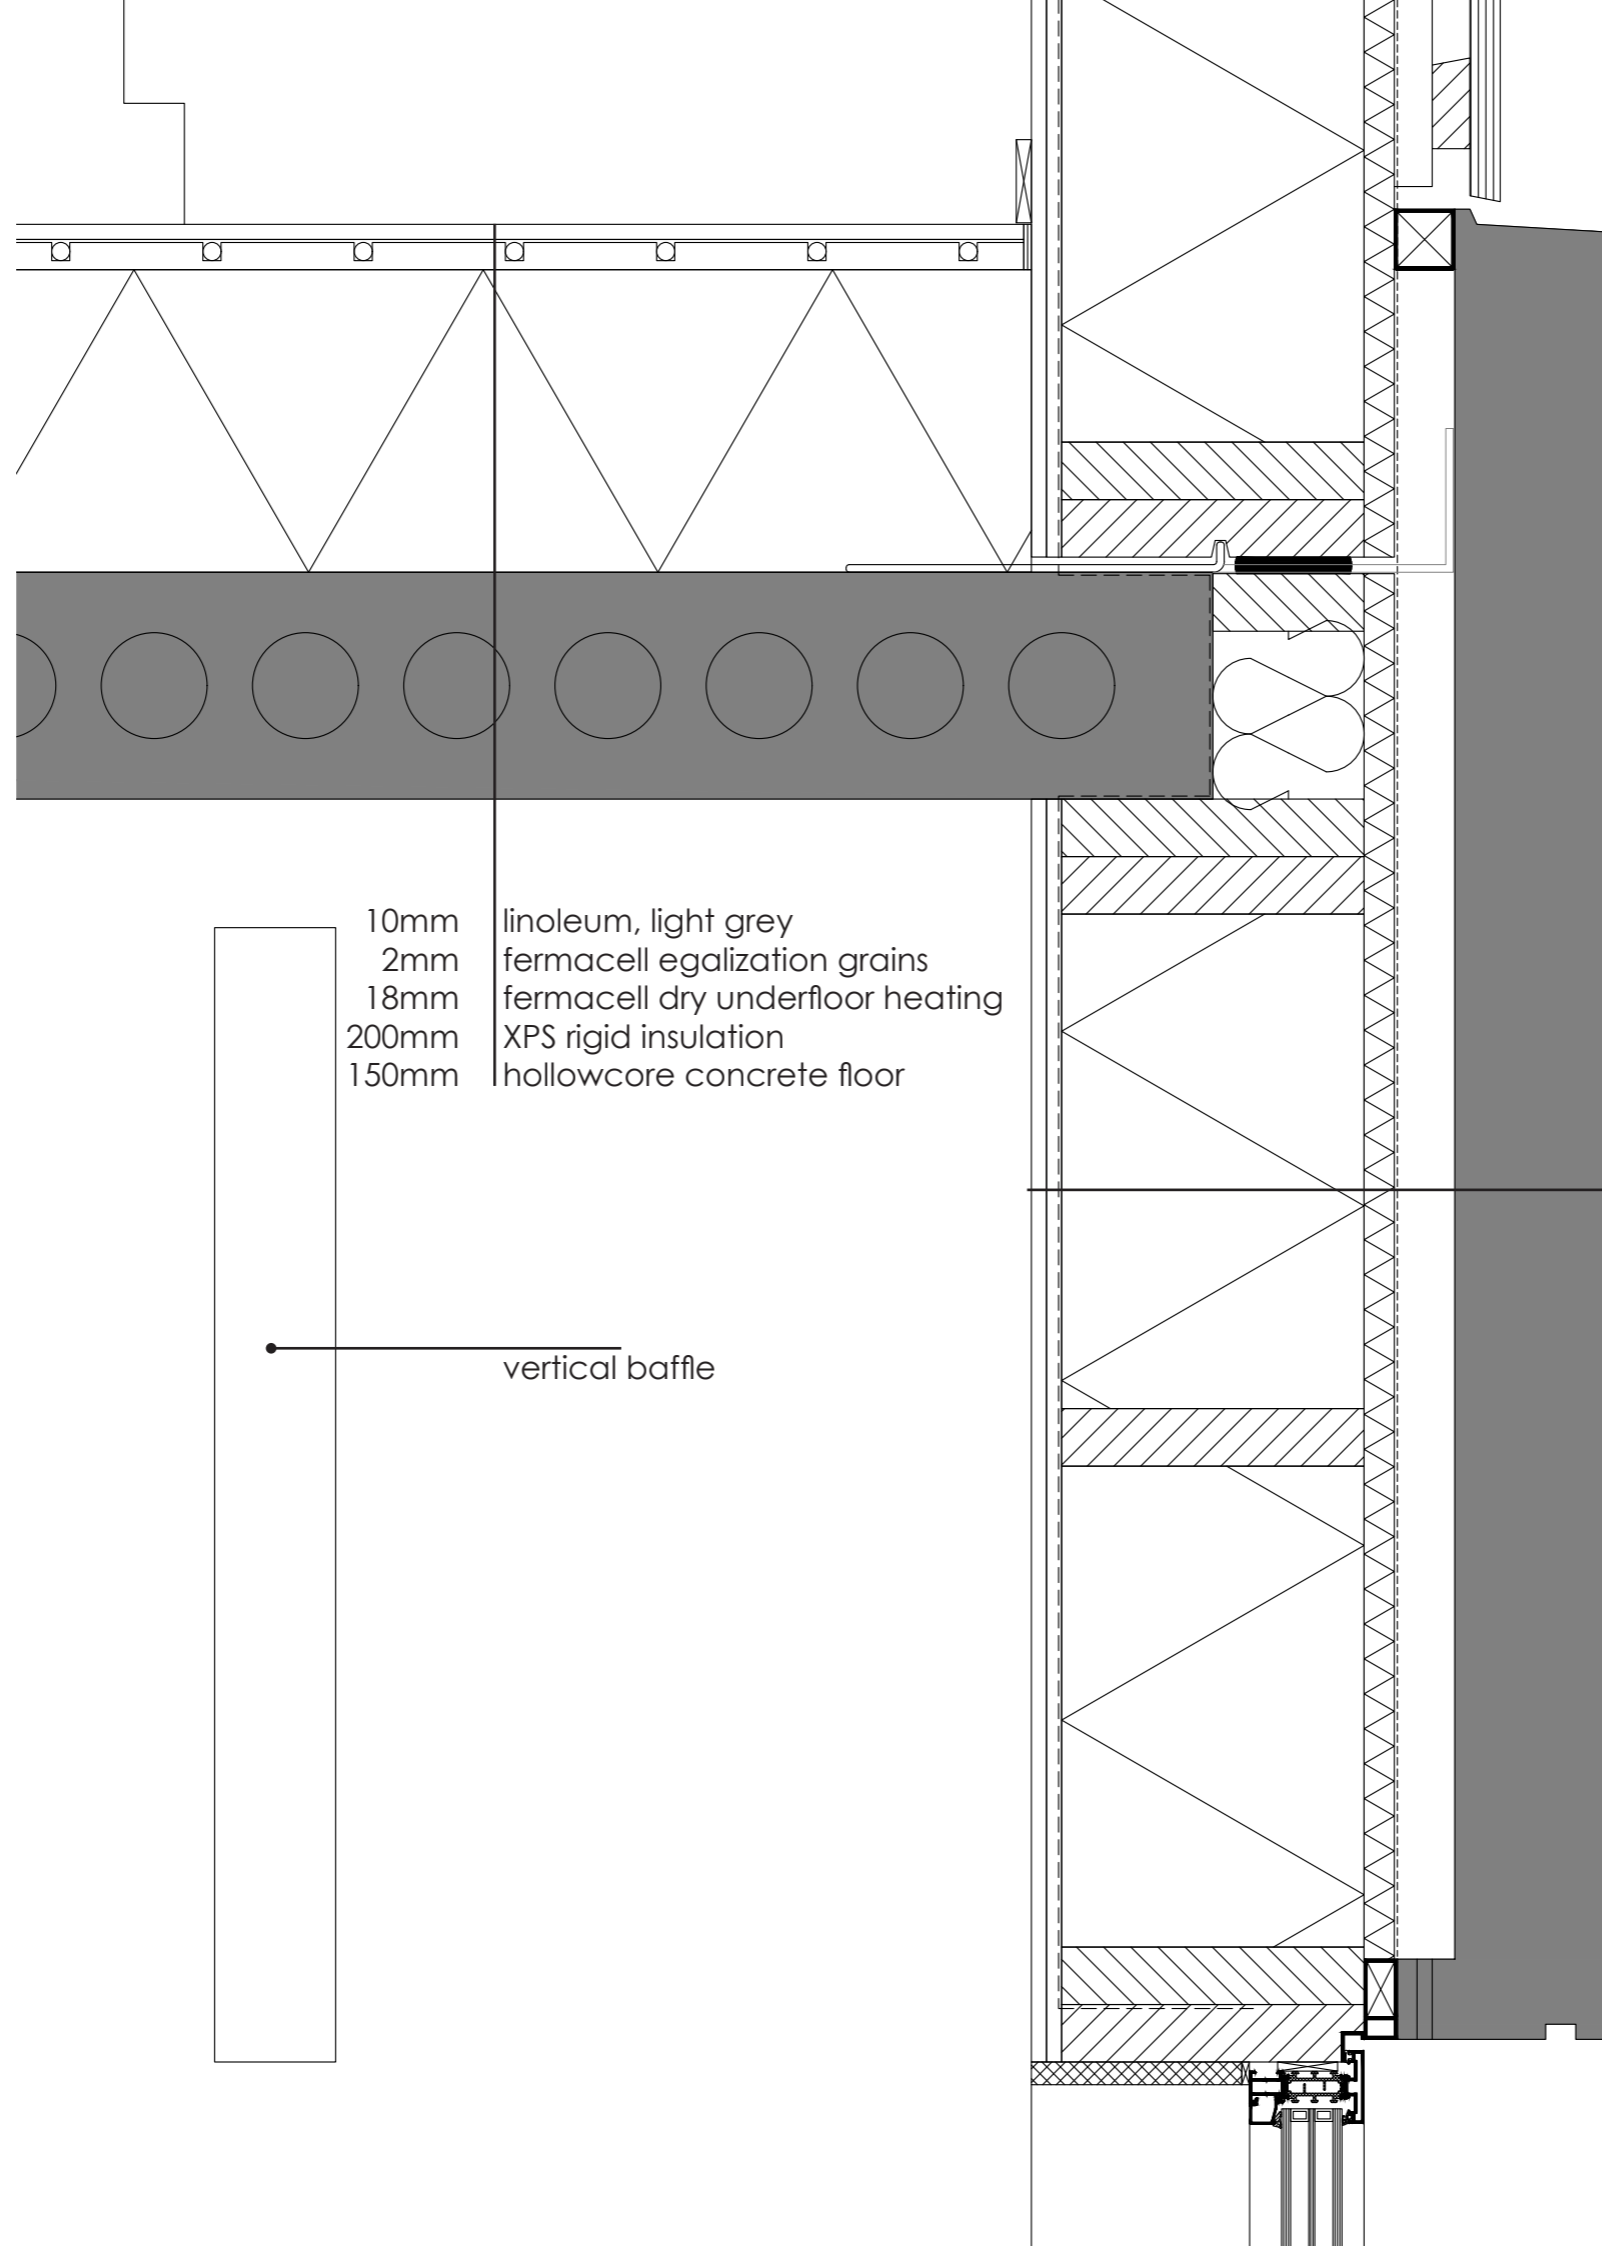 10mm linoleum, light grey
2mm fermacell egalization grains
18mm fermacell dry underfloor heating
200mm XPS rigid insulation
150mm hollowcore concrete floor
vertical baffle